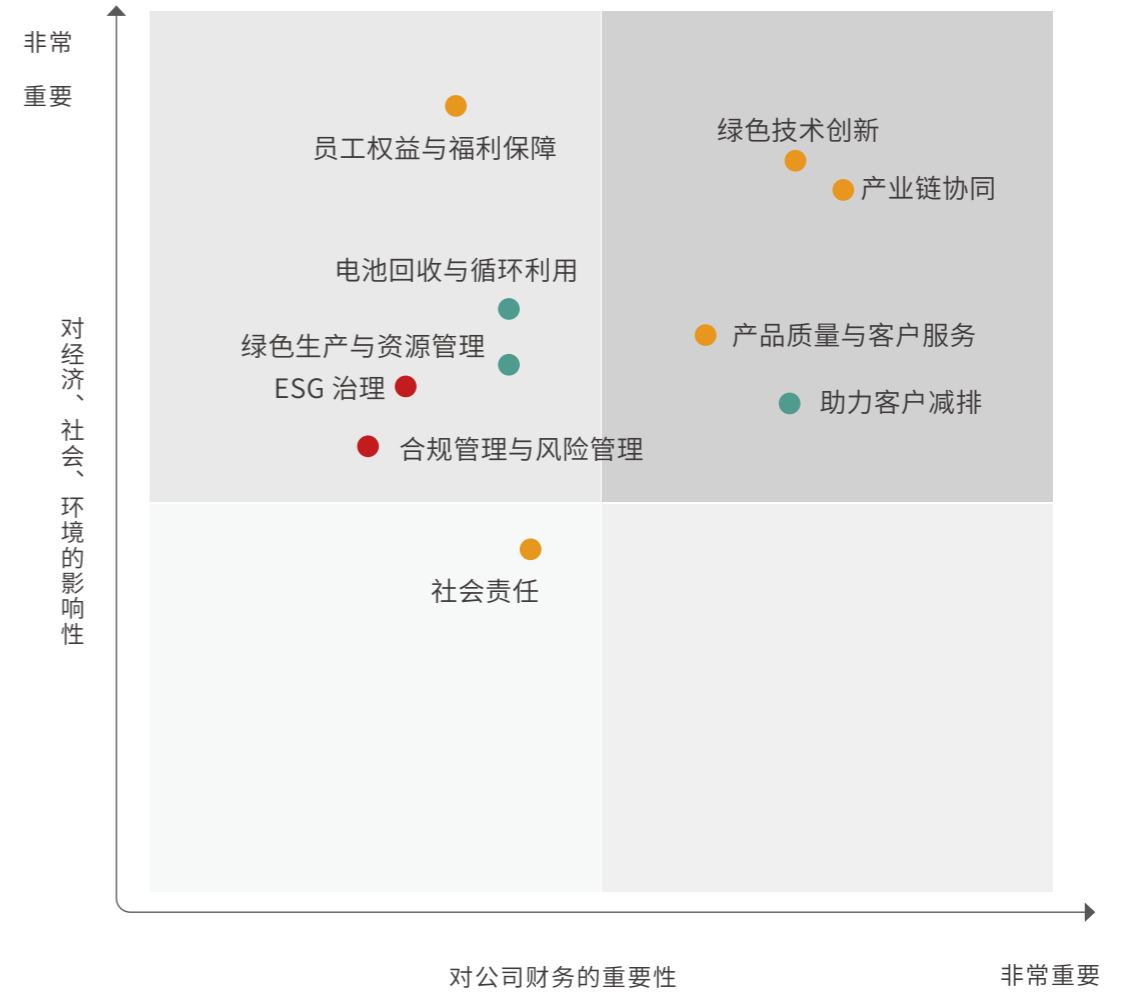 非常
重要
员工权益与福利保障
绿色技术创新
产业链协同
电池回收与循环利用
绿色生产与资源管理
产品质量与客户服务
ESG 治理
助力客户减排
合规管理与风险管理
社会责任
对经济、社会、环境的影响性
对公司财务的重要性
非常重要